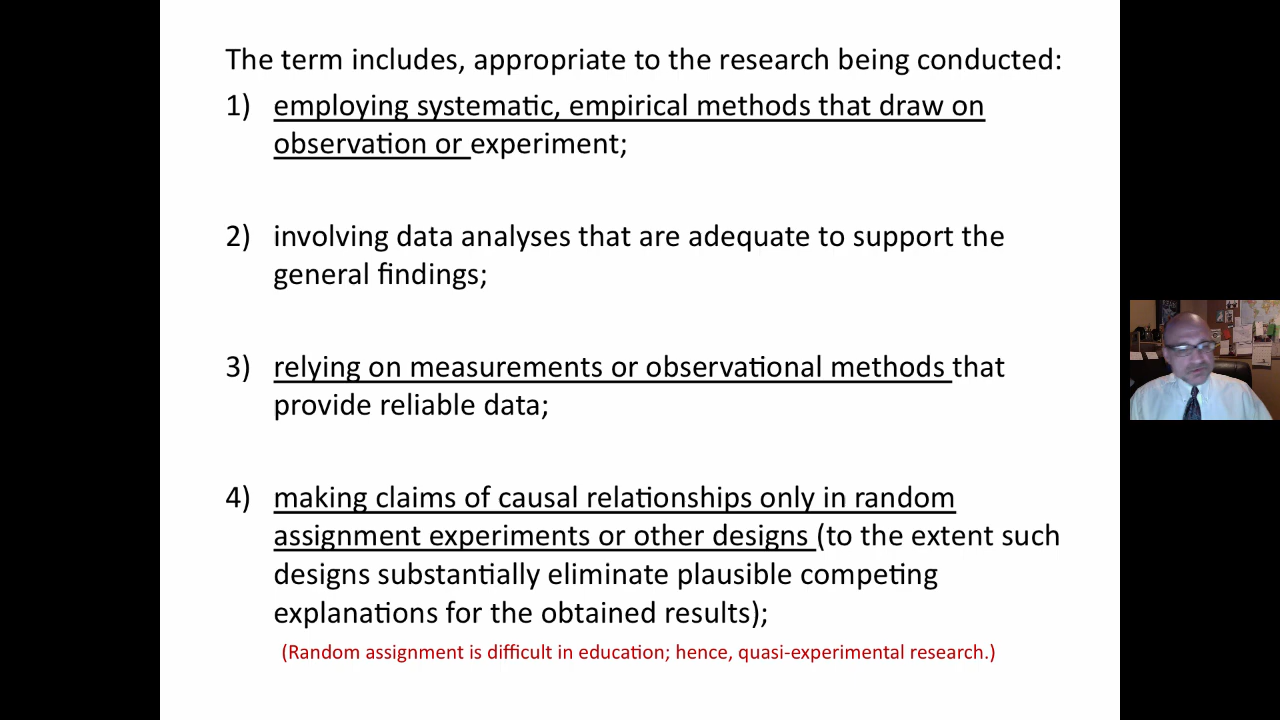 The term includes, appropriate to the research being conducted:
1) employing systematic, empirical methods that draw on
observation or experiment;
2) involving data analyses that are adequate to support the
general findings;
3) relying on measurements or observational methods that
provide reliable data;
4) making claims of causal relationships only in random
assignment experiments or other designs (to the extent such
designs substantially eliminate plausible competing
explanations for the obtained results);
(Random assignment is difficult in education; hence, quasi-experimental research.)